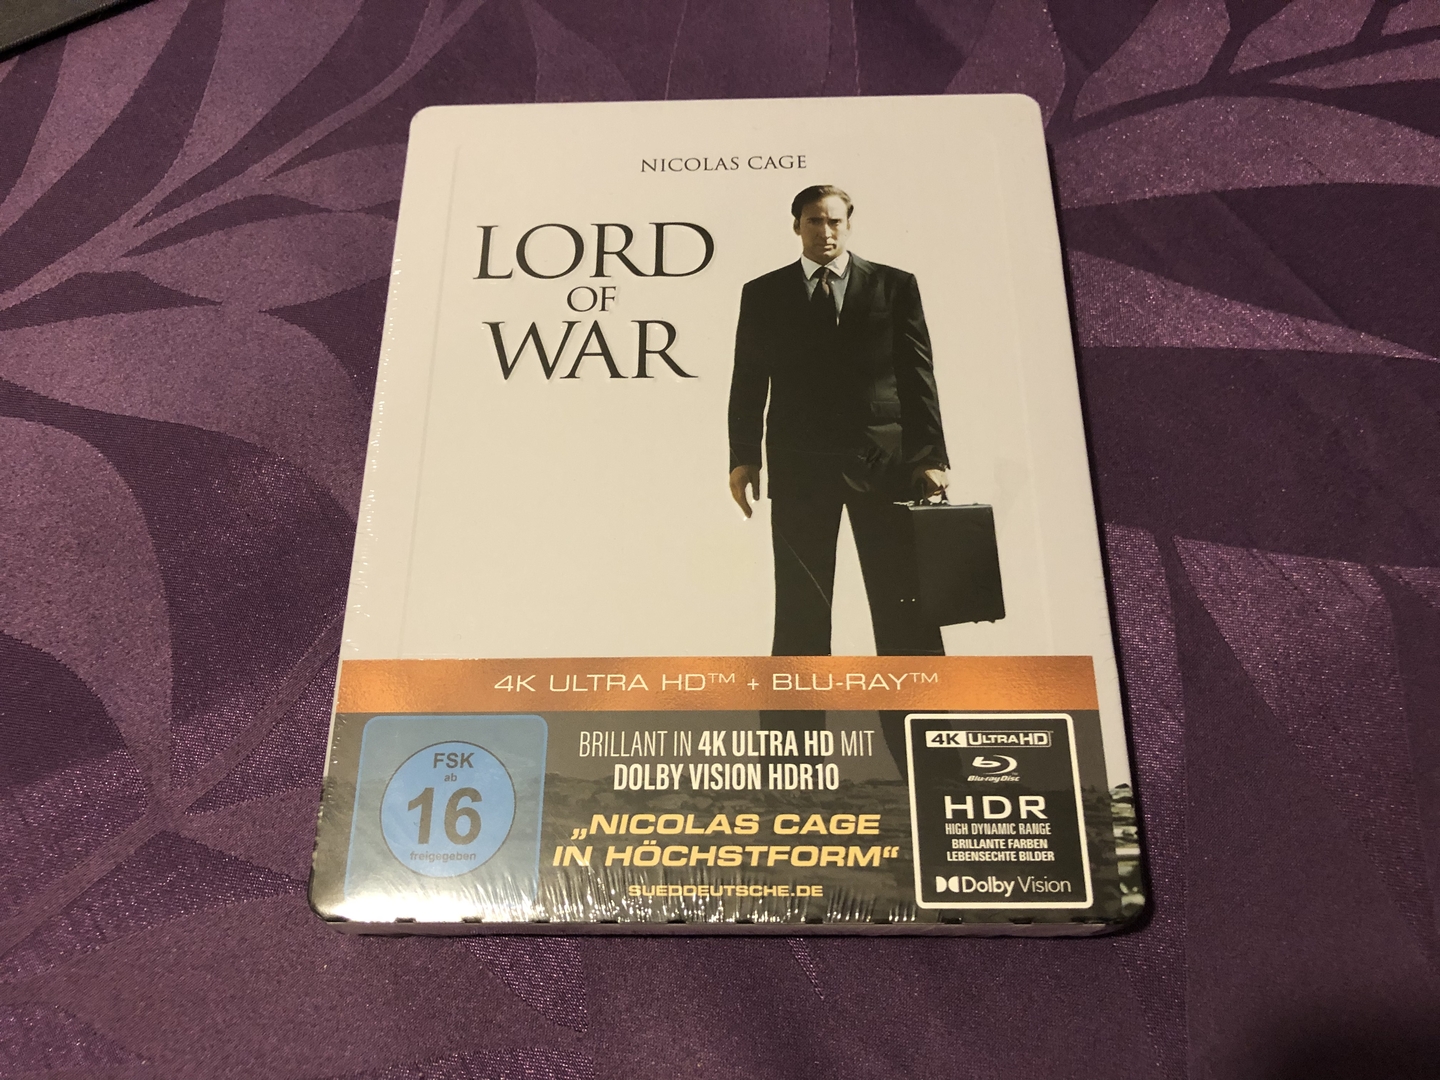 NICOLAS CAGE
LORD
OF
WAR
4K ULTRA HD™ + BLU-RAY™
FSK
ab
16
freigegeben
BRILLANT IN 4K ULTRA HD MIT
DOLBY VISION HDR10
„NICOLAS CAGE
IN HÖCHSTFORM“
SUEDDEUTSCHE.DE
4K ULTRAHD
Blu-ray Disc
HDR
HIGH DYNAMIC RANGE
BRILLANTE FARBEN
LEBENSECHTE BILDER
Dolby Vision